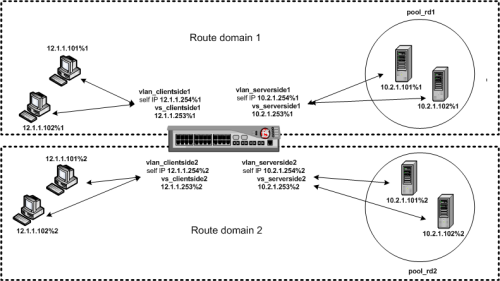 pool_rd1
Route domain 1
12.1.1.101%1
vlan_clientside1
self IP 12.1.1.254%1
vs_clientside1
12.1.1.253%1
vlan_serverside1
self IP 10.2.1.254%1
vs_serverside1
10.2.1.253%1
10.2.1.101%1
10.2.1.102%1
12.1.1.102%1
12.1.1.101%2
vlan_clientside2
self IP 12.1.1.254%2
vs_clientside2
12.1.1.253%2
vlan_serverside2
self IP 10.2.1.254%2
vs_serverside2
10.2.1.253%2
10.2.1.101%2
10.2.1.102%2
12.1.1.102%2
Route domain 2
pool_rd2